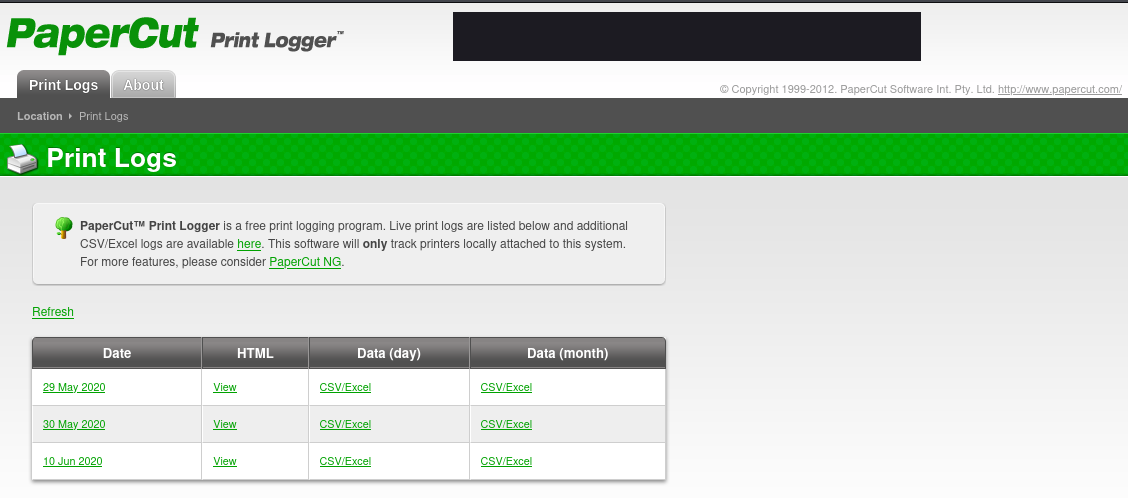 PaperCut Print Logger™
Print Logs About
© Copyright 1999-2012. PaperCut Software Int. Pty. Ltd. http://www.papercut.com/
Location Print Logs
Print Logs
PaperCut™ Print Logger is a free print logging program. Live print logs are listed below and additional
CSV/Excel logs are available here. This software will only track printers locally attached to this system.
For more features, please consider PaperCut NG.
Refresh
Date HTML Data (day) Data (month)
29 May 2020 View CSV/Excel CSV/Excel
30 May 2020 View CSV/Excel CSV/Excel
10 Jun 2020 View CSV/Excel CSV/Excel